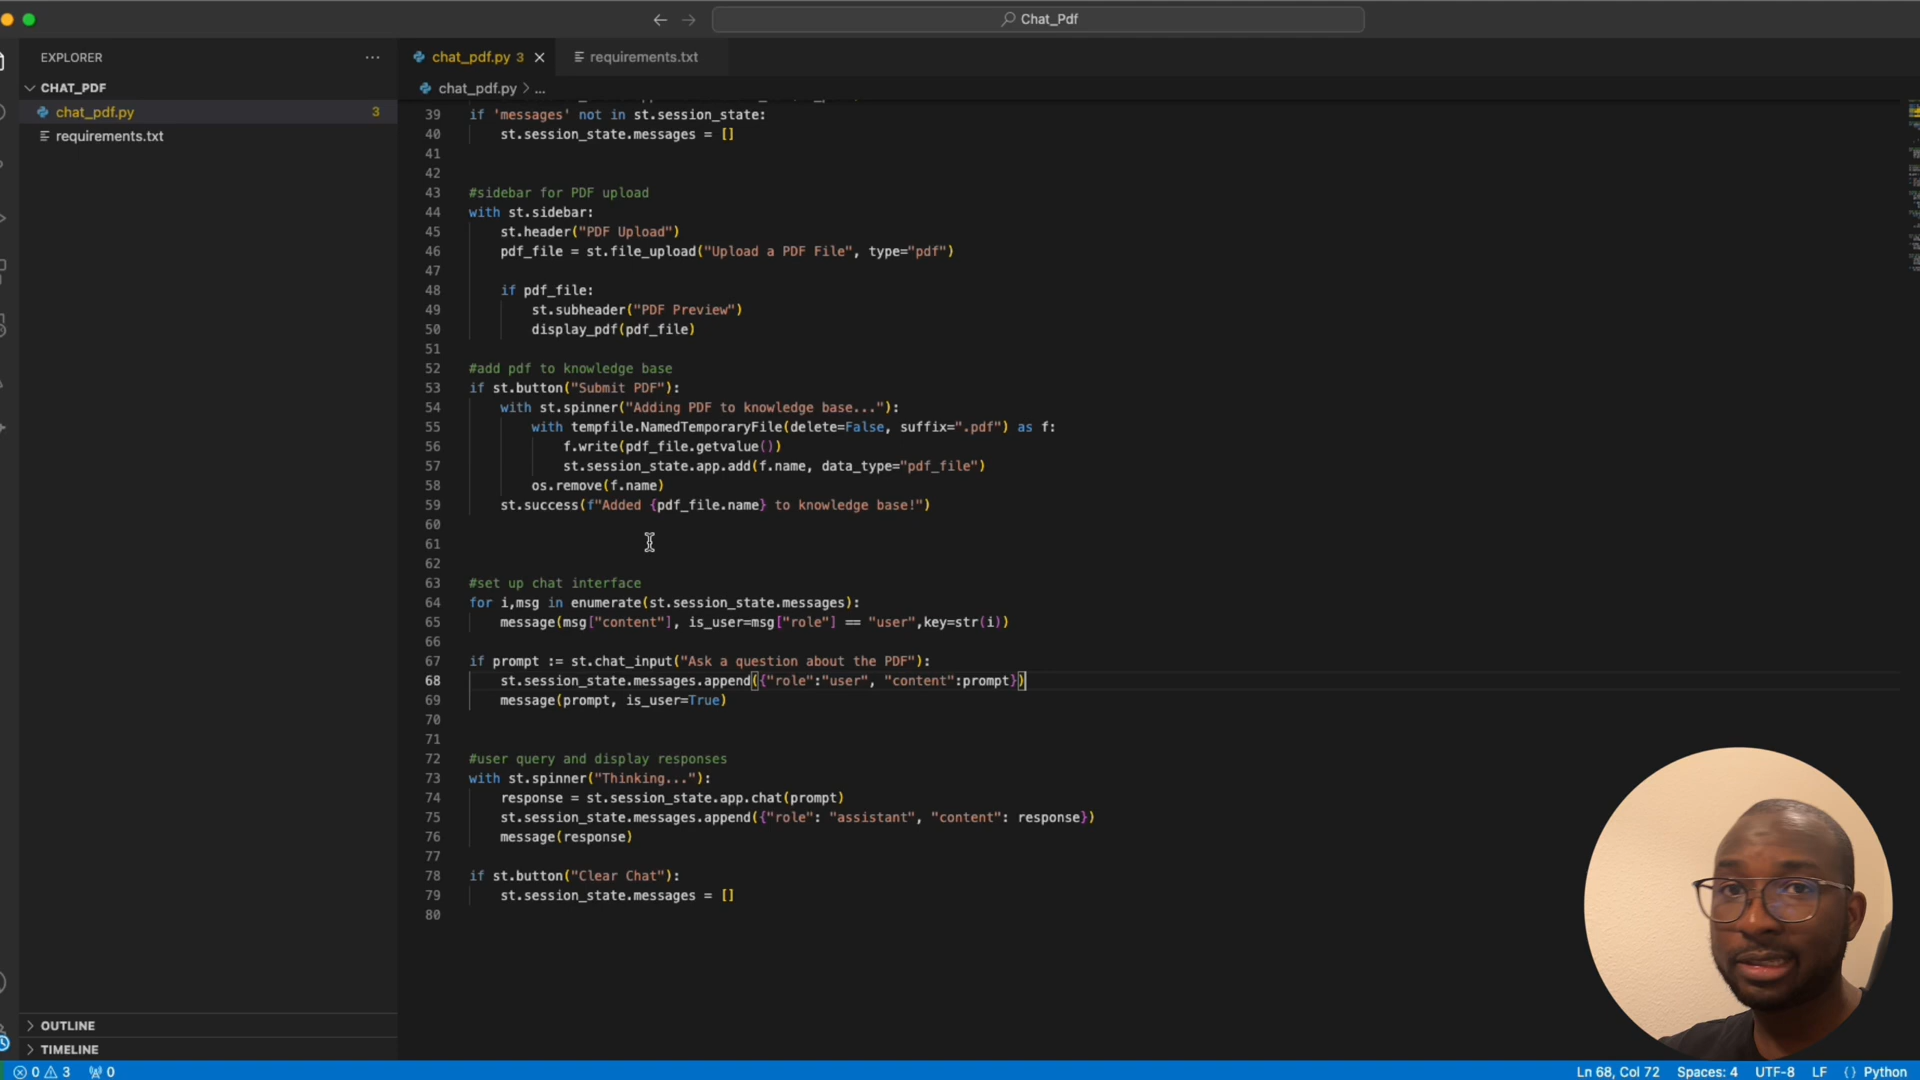 Chat_Pdf
EXPLORER
···
chat_pdf.py 3
requirements.txt
CHAT_PDF
chat_pdf.py > ...
chat_pdf.py
3
requirements.txt
39 if 'messages' not in st.session_state:
40 st.session_state.messages = []
41
42
43 #sidebar for PDF upload
44 with st.sidebar:
45 st.header("PDF Upload")
46 pdf_file = st.file_upload("Upload a PDF File", type="pdf")
47
48 if pdf_file:
49 st.subheader("PDF Preview")
50 display_pdf(pdf_file)
51
52 #add pdf to knowledge base
53 if st.button("Submit PDF"):
54 with st.spinner("Adding PDF to knowledge base..."):
55 with tempfile.NamedTemporaryFile(delete=False, suffix=".pdf") as f:
56 f.write(pdf_file.getvalue())
57 st.session_state.app.add(f.name, data_type="pdf_file")
58 os.remove(f.name)
59 st.success(f"Added {pdf_file.name} to knowledge base!")
60
61
62
63 #set up chat interface
64 for i,msg in enumerate(st.session_state.messages):
65 message(msg["content"], is_user=msg["role"] == "user",key=str(i))
66
67 if prompt := st.chat_input("Ask a question about the PDF"):
68 st.session_state.messages.append({"role":"user", "content":prompt})
69 message(prompt, is_user=True)
70
71
72 #user query and display responses
73 with st.spinner("Thinking..."):
74 response = st.session_state.app.chat(prompt)
75 st.session_state.messages.append({"role": "assistant", "content": response})
76 message(response)
77
78 if st.button("Clear Chat"):
79 st.session_state.messages = []
80
OUTLINE
TIMELINE
0 3 0
Ln 68, Col 72 Spaces: 4 UTF-8 LF {} Python